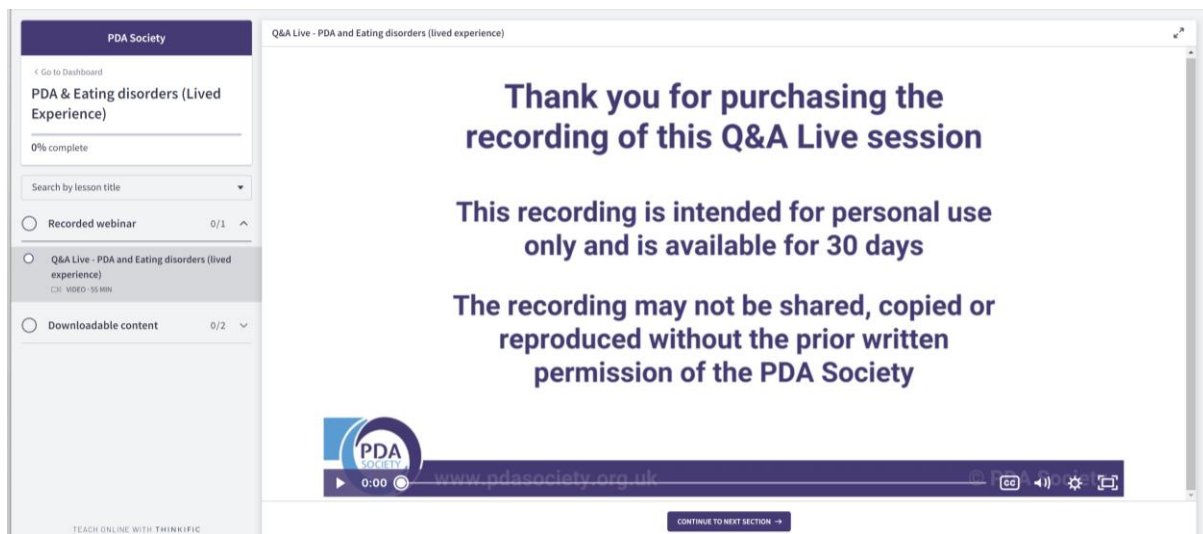 PDA Society
< Go to Dashboard
PDA & Eating disorders (Lived
Experience)
0% complete
Search by lesson title
Recorded webinar 0/1
Q&A Live - PDA and Eating disorders (lived
experience)
VIDEO · 55 MIN
Downloadable content 0/2
TEACH ONLINE WITH THINKIFIC
Q&A Live - PDA and Eating disorders (lived experience)
Thank you for purchasing the
recording of this Q&A Live session
This recording is intended for personal use
only and is available for 30 days
The recording may not be shared, copied or
reproduced without the prior written
permission of the PDA Society
PDA
SOCIETY
www.pdasociety.org.uk
© PDA Society
0:00
CC
CONTINUE TO NEXT SECTION →